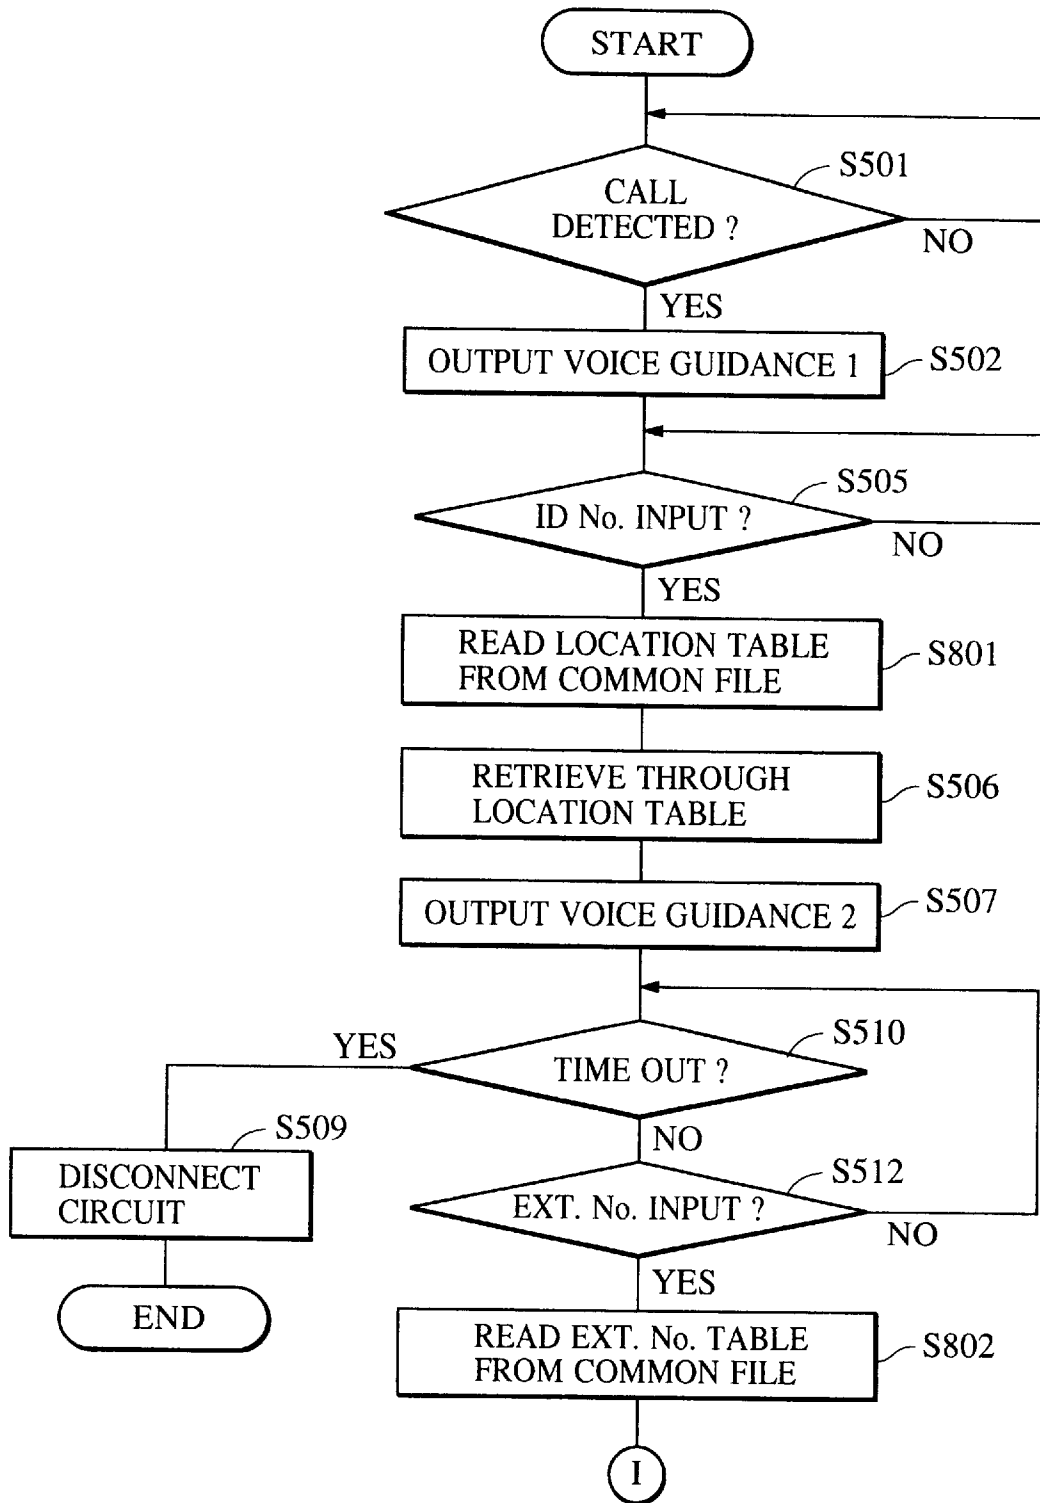 START
S501
CALL
DETECTED ?
NO
YES
OUTPUT VOICE GUIDANCE 1
S502
S505
ID No. INPUT ?
NO
YES
READ LOCATION TABLE
FROM COMMON FILE
S801
RETRIEVE THROUGH
LOCATION TABLE
S506
OUTPUT VOICE GUIDANCE 2
S507
YES
S510
TIME OUT ?
NO
S509
DISCONNECT
CIRCUIT
S512
EXT. No. INPUT ?
NO
YES
END
READ EXT. No. TABLE
FROM COMMON FILE
S802
I